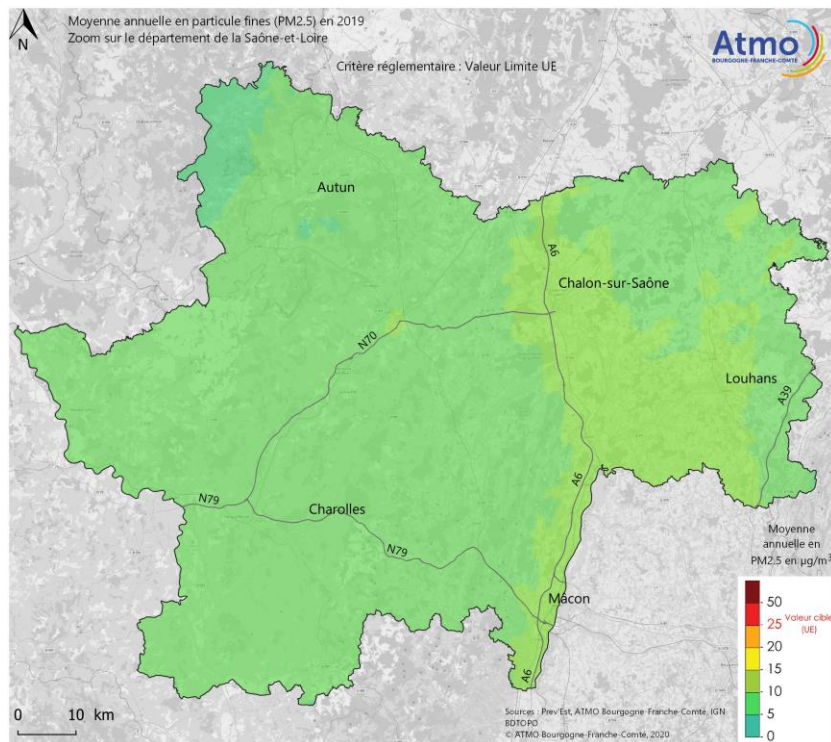 Moyenne annuelle en particule fines (PM2.5) en 2019
Zoom sur le département de la Saône-et-Loire
N
Critère réglementaire : Valeur Limite UE
Atmo
BOURGOGNE-FRANCHE-COMTÉ
Autun
A6
Chalon-sur-Saône
N70
Louhans
A39
A6
N79
Charolles
N79
Mâcon
A6
Moyenne
annuelle en
PM2.5 en µg/m³
50
25 Valeur cible
(UE)
20
15
10
5
0
0 10 km
Sources : Prev'Est, ATMO Bourgogne-Franche-Comté, IGN
BDTOPO
© ATMO Bourgogne-Franche-Comté, 2020